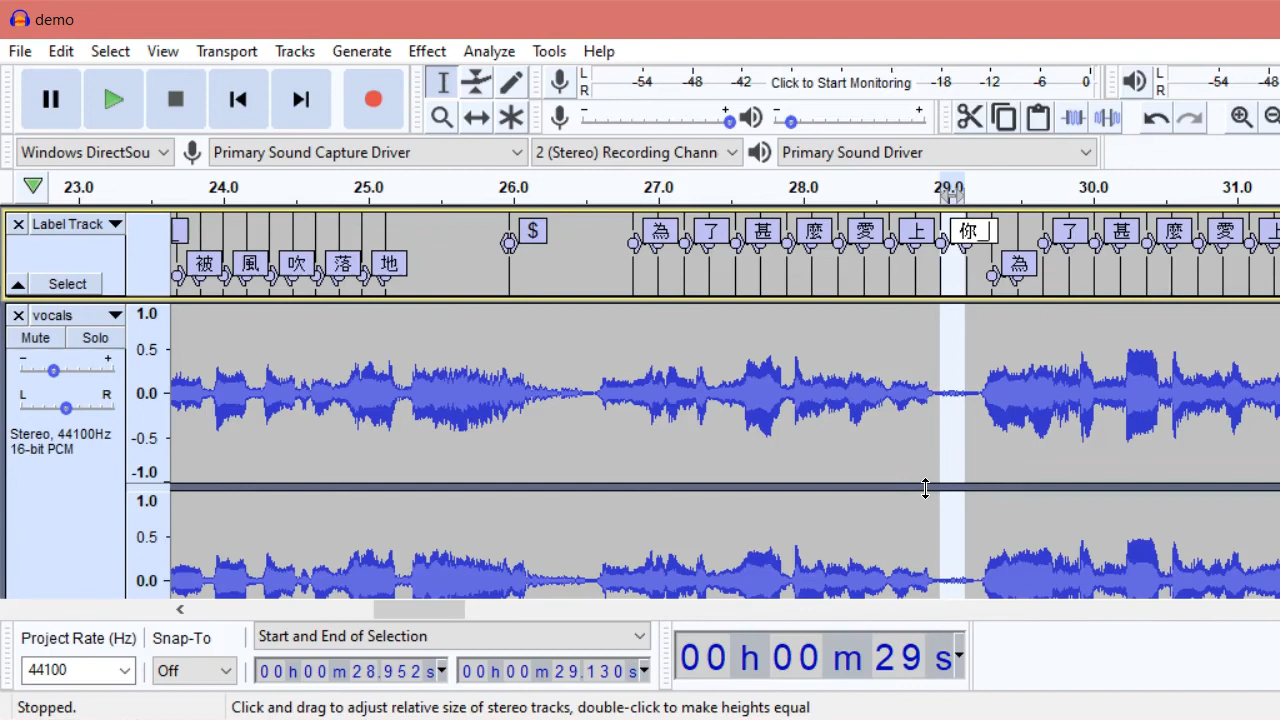 demo
File Edit Select View Transport Tracks Generate Effect Analyze Tools Help
L R -54 -48 -42 Click to Start Monitoring -18 -12 -6 0 L R -54 -48
- + - +
Windows DirectSou Primary Sound Capture Driver 2 (Stereo) Recording Chann Primary Sound Driver
23.0 24.0 25.0 26.0 27.0 28.0 29.0 30.0 31.0
Label Track _ $ 為 了 甚 麼 愛 上 你_ 了 甚 麼 愛 上
被 風 吹 落 地 為
Select
vocals 1.0
Mute Solo
- + 0.5
L R 0.0
Stereo, 44100Hz -0.5
16-bit PCM
-1.0
1.0
0.5
0.0
Project Rate (Hz) Snap-To Start and End of Selection
44100 Off 00 h 00 m 28.952 s 00 h 00 m 29.130 s 00 h 00 m 29 s
Stopped. Click and drag to adjust relative size of stereo tracks, double-click to make heights equal